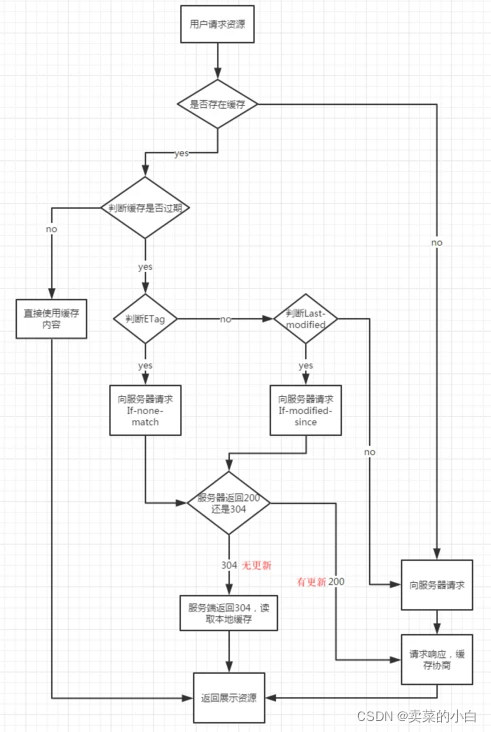 用户请求资源
是否存在缓存
yes
判断缓存是否过期
no
no
yes
直接使用缓存
内容
判断ETag
no
判断Last-
modified
yes
yes
向服务器请求
If-none-
match
向服务器请求
If-modified-
since
no
服务器返回200
还是304
304 无更新
有更新 200
向服务器请求
服务端返回304，读
取本地缓存
请求响应，缓
存协商
返回展示资源
CSDN @卖菜的小白